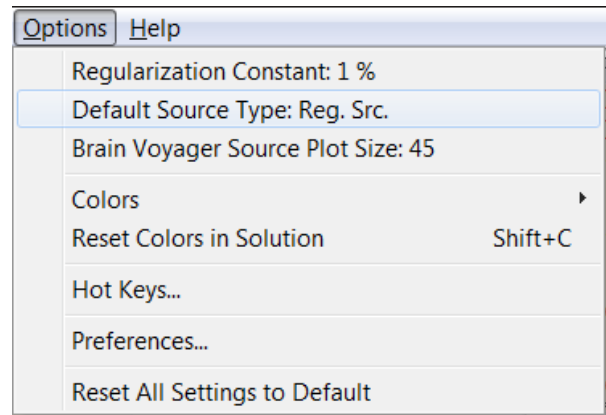 Options Help
Regularization Constant: 1 %
Default Source Type: Reg. Src.
Brain Voyager Source Plot Size: 45
Colors
Reset Colors in Solution Shift+C
Hot Keys...
Preferences...
Reset All Settings to Default